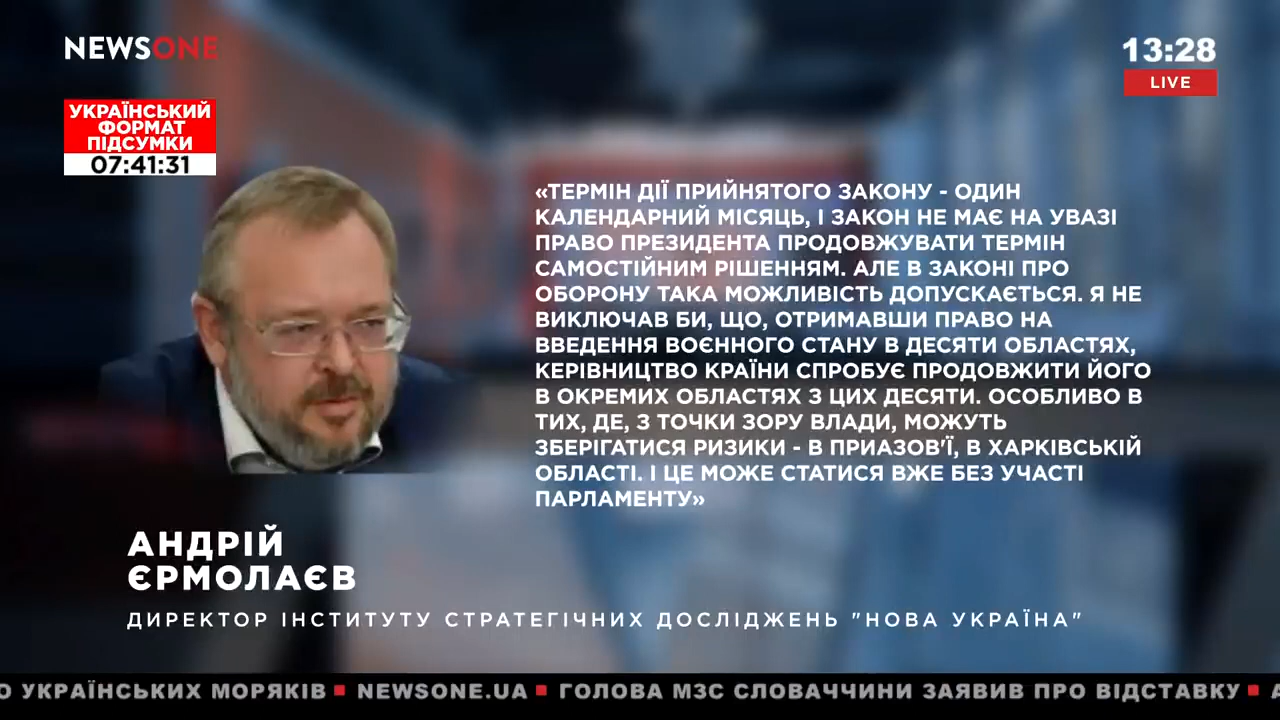 NEWSONE
13:28
LIVE
УКРАЇНСЬКИЙ
ФОРМАТ
ПІДСУМКИ
07:41:31
«ТЕРМІН ДІЇ ПРИЙНЯТОГО ЗАКОНУ - ОДИН
КАЛЕНДАРНИЙ МІСЯЦЬ, І ЗАКОН НЕ МАЄ НА УВАЗІ
ПРАВО ПРЕЗИДЕНТА ПРОДОВЖУВАТИ ТЕРМІН
САМОСТІЙНИМ РІШЕННЯМ. АЛЕ В ЗАКОНІ ПРО
ОБОРОНУ ТАКА МОЖЛИВІСТЬ ДОПУСКАЄТЬСЯ. Я НЕ
ВИКЛЮЧАВ БИ, ЩО, ОТРИМАВШИ ПРАВО НА
ВВЕДЕННЯ ВОЄННОГО СТАНУ В ДЕСЯТИ ОБЛАСТЯХ,
КЕРІВНИЦТВО КРАЇНИ СПРОБУЄ ПРОДОВЖИТИ ЙОГО
В ОКРЕМИХ ОБЛАСТЯХ З ЦИХ ДЕСЯТИ. ОСОБЛИВО В
ТИХ, ДЕ, З ТОЧКИ ЗОРУ ВЛАДИ, МОЖУТЬ
ЗБЕРІГАТИСЯ РИЗИКИ - В ПРИАЗОВ'Ї, В ХАРКІВСЬКІЙ
ОБЛАСТІ. І ЦЕ МОЖЕ СТАТИСЯ ВЖЕ БЕЗ УЧАСТІ
ПАРЛАМЕНТУ»
АНДРІЙ
ЄРМОЛАЄВ
ДИРЕКТОР ІНСТИТУТУ СТРАТЕГІЧНИХ ДОСЛІДЖЕНЬ "НОВА УКРАЇНА"
О УКРАЇНСЬКИХ МОРЯКІВ ▪ NEWSONE.UA ▪ ГОЛОВА МЗС СЛОВАЧЧИНИ ЗАЯВИВ ПРО ВІДСТАВКУ ▪